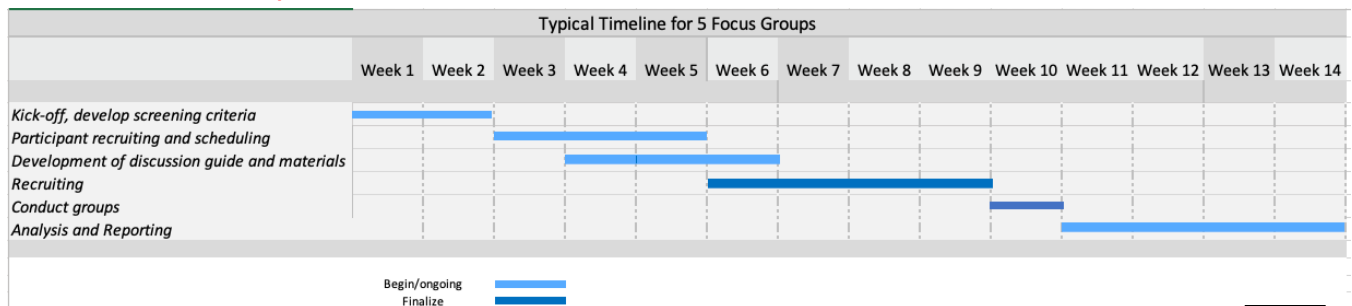 Typical Timeline for 5 Focus Groups
Week 1 Week 2 Week 3 Week 4 Week 5 Week 6 Week 7 Week 8 Week 9 Week 10 Week 11 Week 12 Week 13 Week 14
Kick-off, develop screening criteria
Participant recruiting and scheduling
Development of discussion guide and materials
Recruiting
Conduct groups
Analysis and Reporting
Begin/ongoing
Finalize